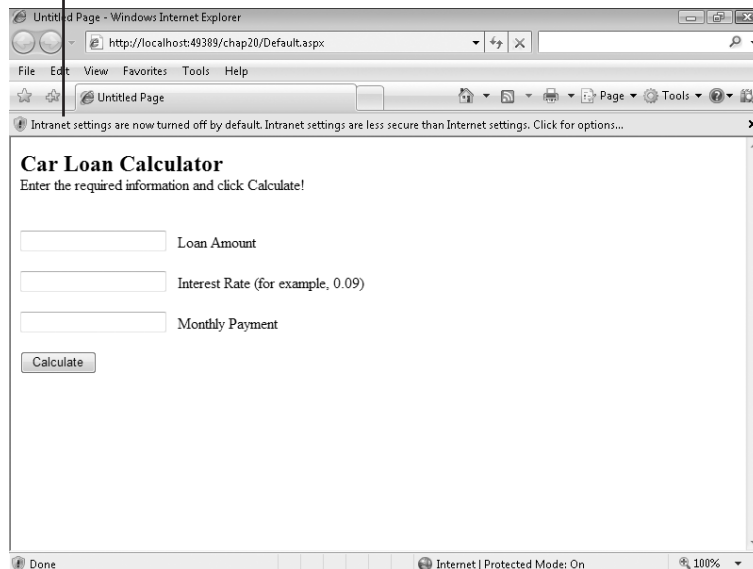 Untitled Page - Windows Internet Explorer
http://localhost:49389/chap20/Default.aspx
File Edit View Favorites Tools Help
Untitled Page Page Tools
Intranet settings are now turned off by default. Intranet settings are less secure than Internet settings. Click for options...
Car Loan Calculator
Enter the required information and click Calculate!
Loan Amount
Interest Rate (for example, 0.09)
Monthly Payment
Calculate
Done Internet | Protected Mode: On 100%